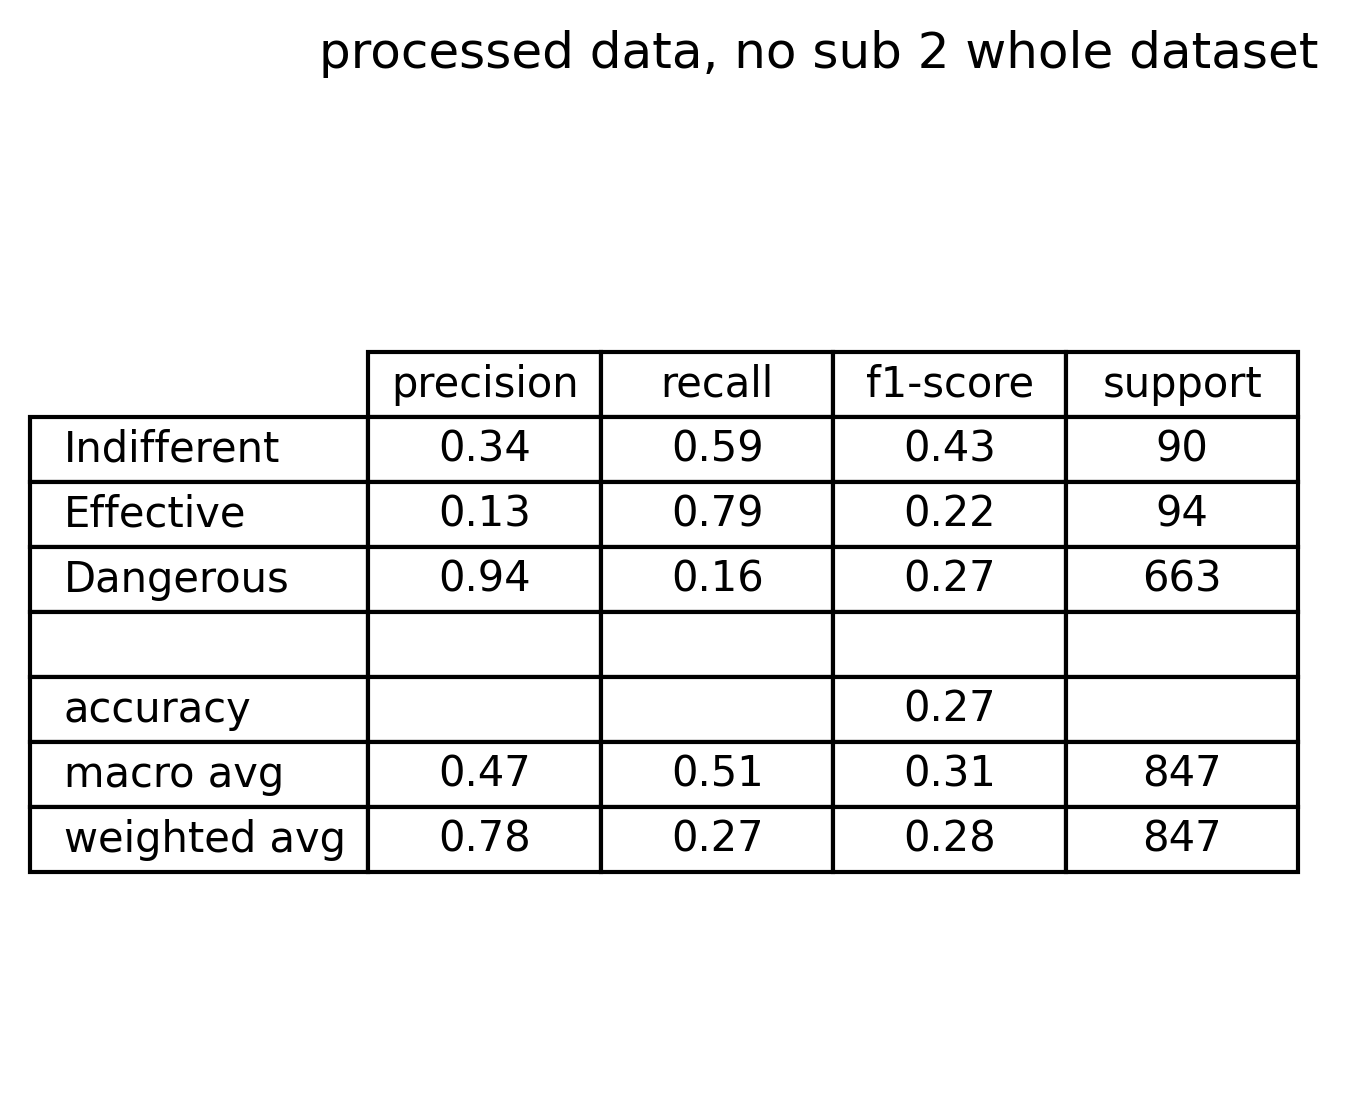 processed data, no sub 2 whole dataset
precision recall f1-score support
Indifferent 0.34 0.59 0.43 90
Effective 0.13 0.79 0.22 94
Dangerous 0.94 0.16 0.27 663
accuracy 0.27
macro avg 0.47 0.51 0.31 847
weighted avg 0.78 0.27 0.28 847